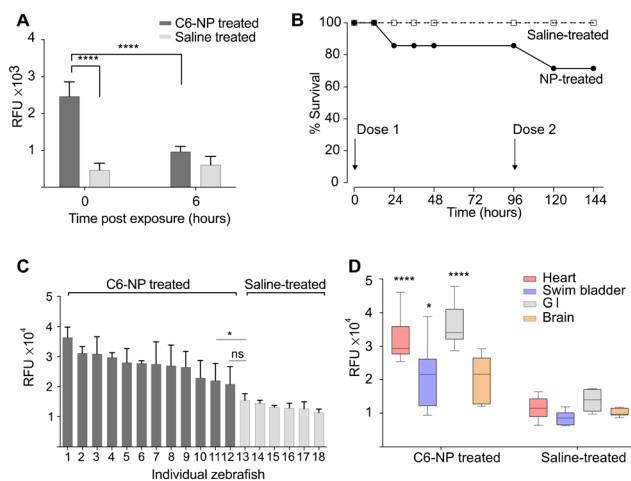 A
C6-NP treated
Saline treated
****
****
RFU ×10³
4
3
2
1
0
6
Time post exposure (hours)
B
100
80
60
40
20
0
% Survival
Saline-treated
NP-treated
Dose 1
Dose 2
0
24
48
72
96
120
144
Time (hours)
C
C6-NP treated
Saline-treated
*
ns
RFU ×10⁴
5
4
3
2
1
1 2 3 4 5 6 7 8 9 10 11 12 13 14 15 16 17 18
Individual zebrafish
D
****
*
****
Heart
Swim bladder
G I
Brain
RFU ×10⁴
5
4
3
2
1
C6-NP treated
Saline-treated